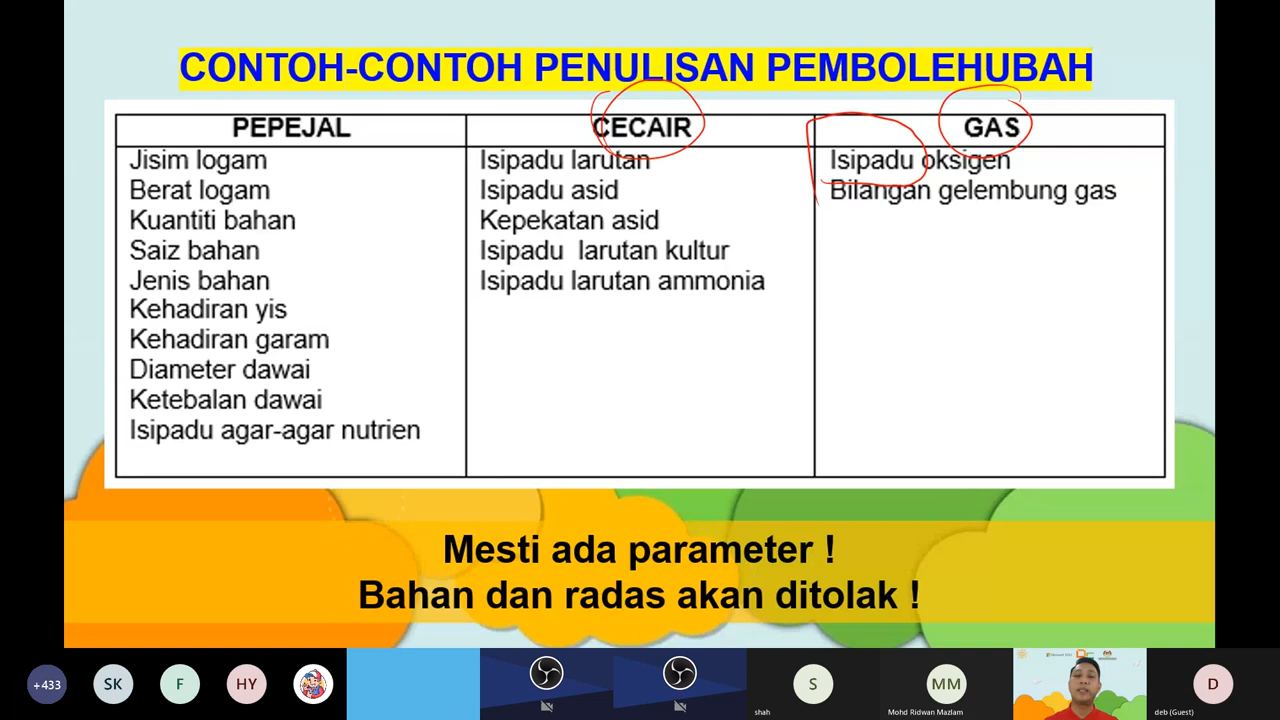 CONTOH-CONTOH PENULISAN PEMBOLEHUBAH
PEPEJAL
Jisim logam
Berat logam
Kuantiti bahan
Saiz bahan
Jenis bahan
Kehadiran yis
Kehadiran garam
Diameter dawai
Ketebalan dawai
Isipadu agar-agar nutrien
CECAIR
Isipadu larutan
Isipadu asid
Kepekatan asid
Isipadu larutan kultur
Isipadu larutan ammonia
GAS
Isipadu oksigen
Bilangan gelembung gas
Mesti ada parameter !
Bahan dan radas akan ditolak !
+433
SK
F
HY
S
shah
MM
Mohd Ridwan Mazlam
D
deb (Guest)